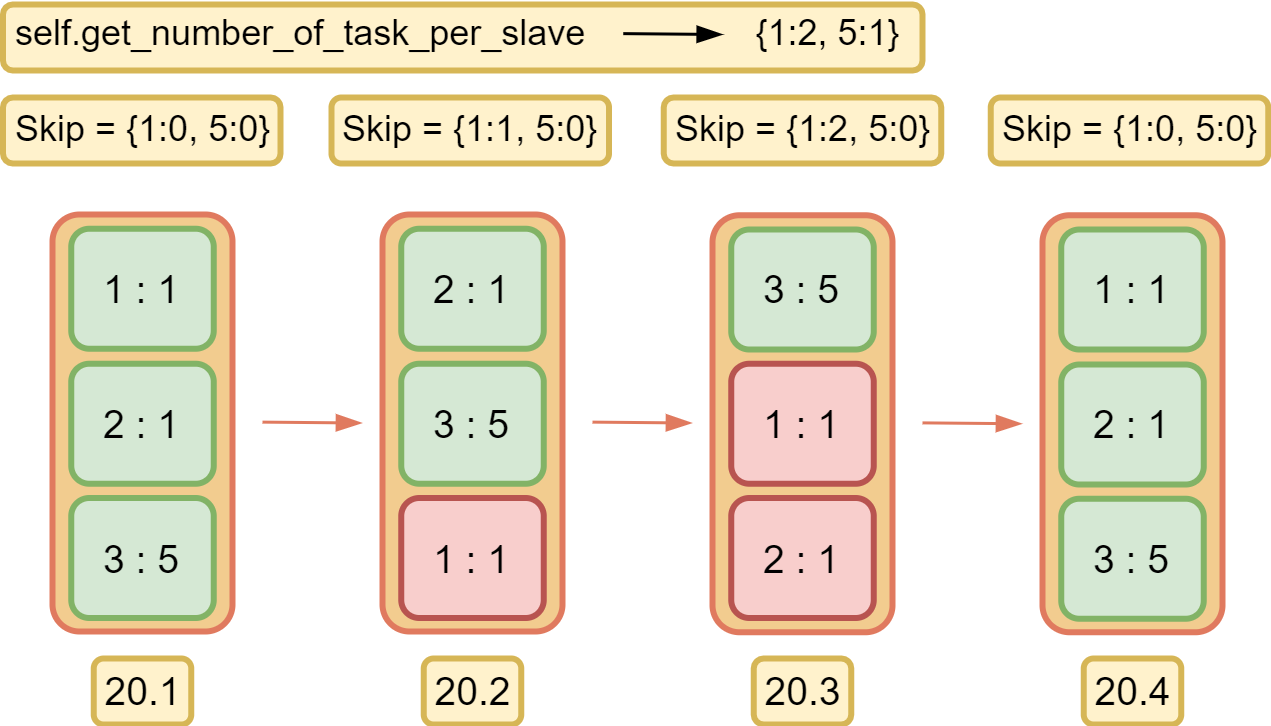 self.get_number_of_task_per_slave {1:2, 5:1}
Skip = {1:0, 5:0}
Skip = {1:1, 5:0}
Skip = {1:2, 5:0}
Skip = {1:0, 5:0}
1 : 1
2 : 1
3 : 5
20.1
2 : 1
3 : 5
1 : 1
20.2
3 : 5
1 : 1
2 : 1
20.3
1 : 1
2 : 1
3 : 5
20.4